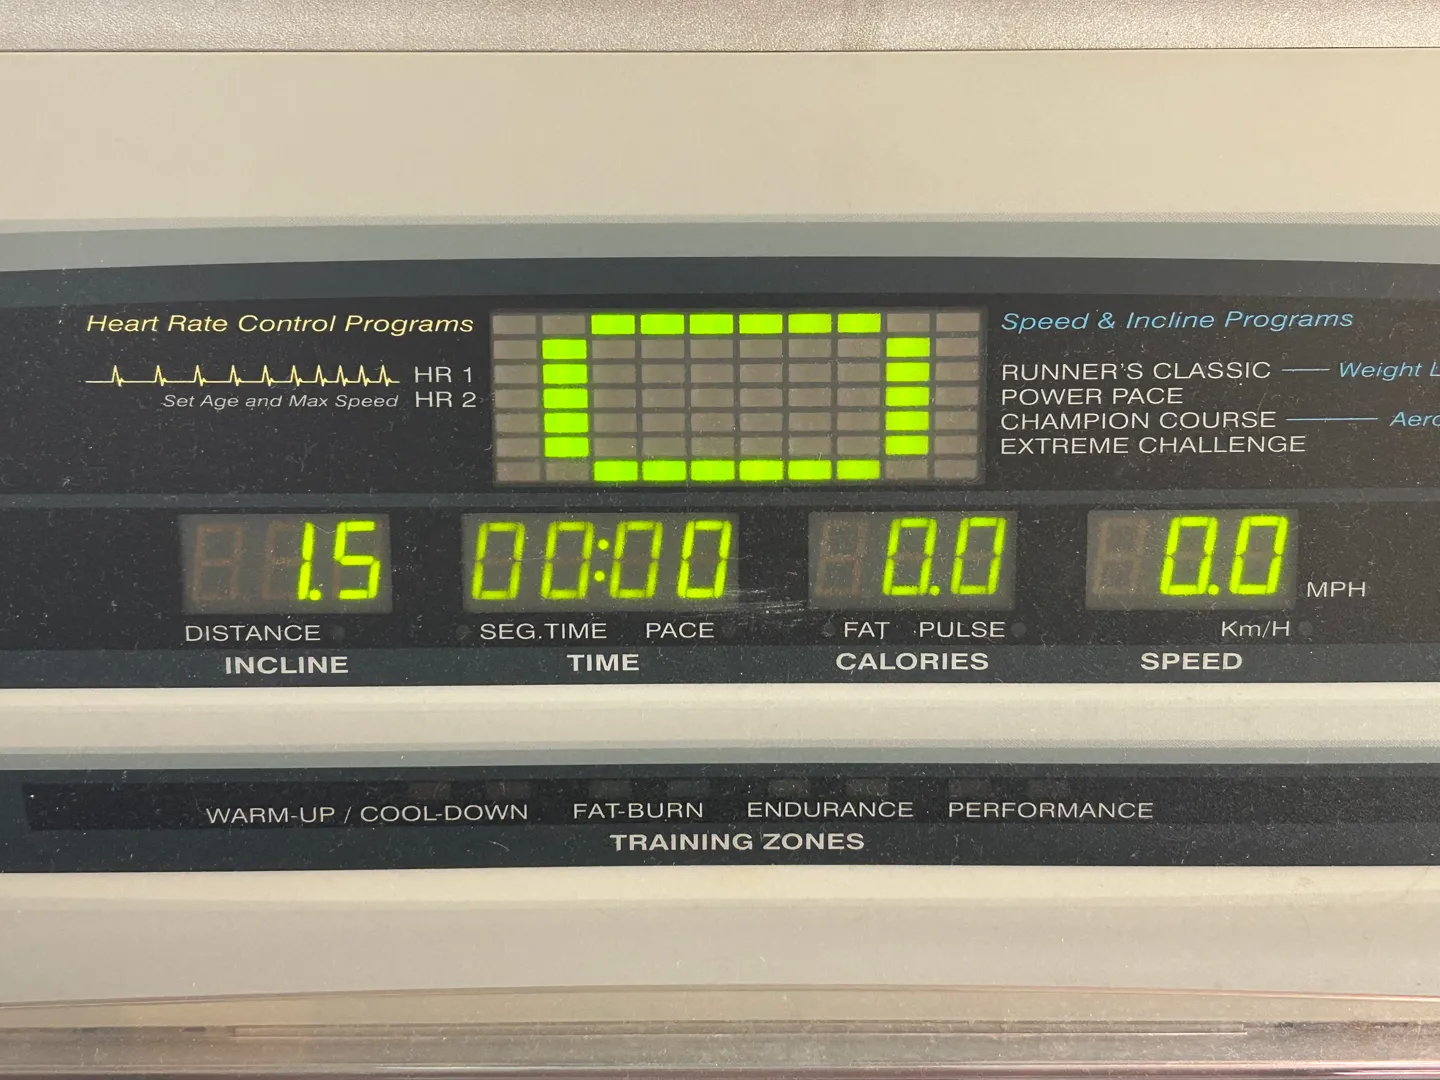 Heart Rate Control Programs
HR 1
Set Age and Max Speed HR 2
Speed & Incline Programs
RUNNER'S CLASSIC Weight L
POWER PACE
CHAMPION COURSE Aero
EXTREME CHALLENGE
1.5 00:00 0.0 0.0 MPH
DISTANCE SEG.TIME PACE FAT PULSE Km/H
INCLINE TIME CALORIES SPEED
WARM-UP / COOL-DOWN FAT-BURN ENDURANCE PERFORMANCE
TRAINING ZONES